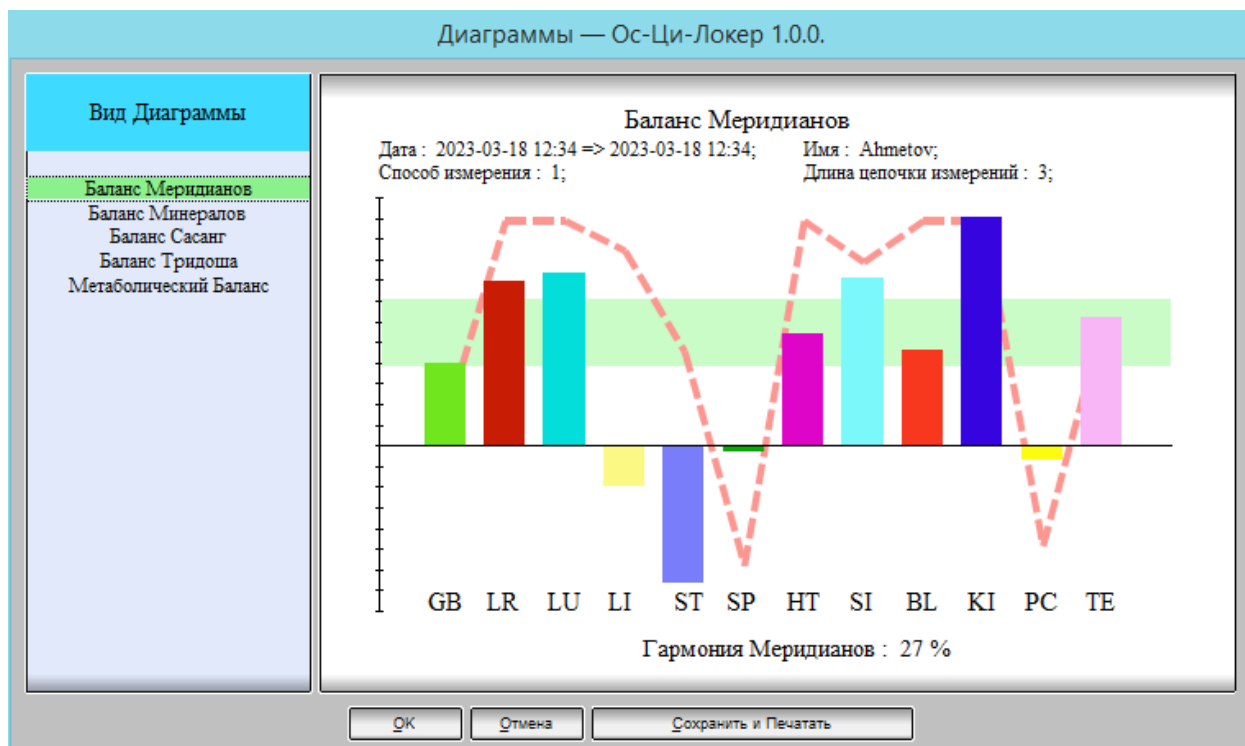 Диаграммы — Ос-Ци-Локер 1.0.0.
Вид Диаграммы
Баланс Меридианов
Баланс Минералов
Баланс Сасанг
Баланс Тридоша
Метаболический Баланс
Баланс Меридианов
Дата : 2023-03-18 12:34 => 2023-03-18 12:34; Имя : Ahmetov;
Способ измерения : 1; Длина цепочки измерений : 3;
GB LR LU LI ST SP HT SI BL KI PC TE
Гармония Меридианов : 27 %
OK Отмена Сохранить и Печатать